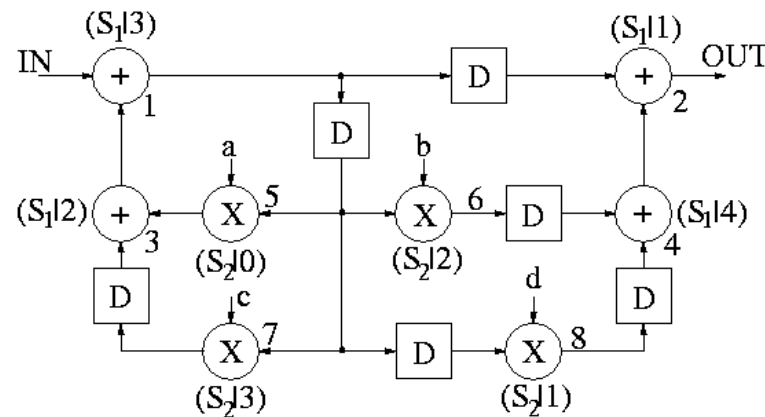 (S₁|3)
(S₁|1)
IN
+
D
+
OUT
1
2
D
a
b
(S₁|2)
+
X
5
X
6
D
+
(S₁|4)
3
4
(S₂|0)
(S₂|2)
D
c
d
D
X
7
D
X
8
(S₂|3)
(S₂|1)